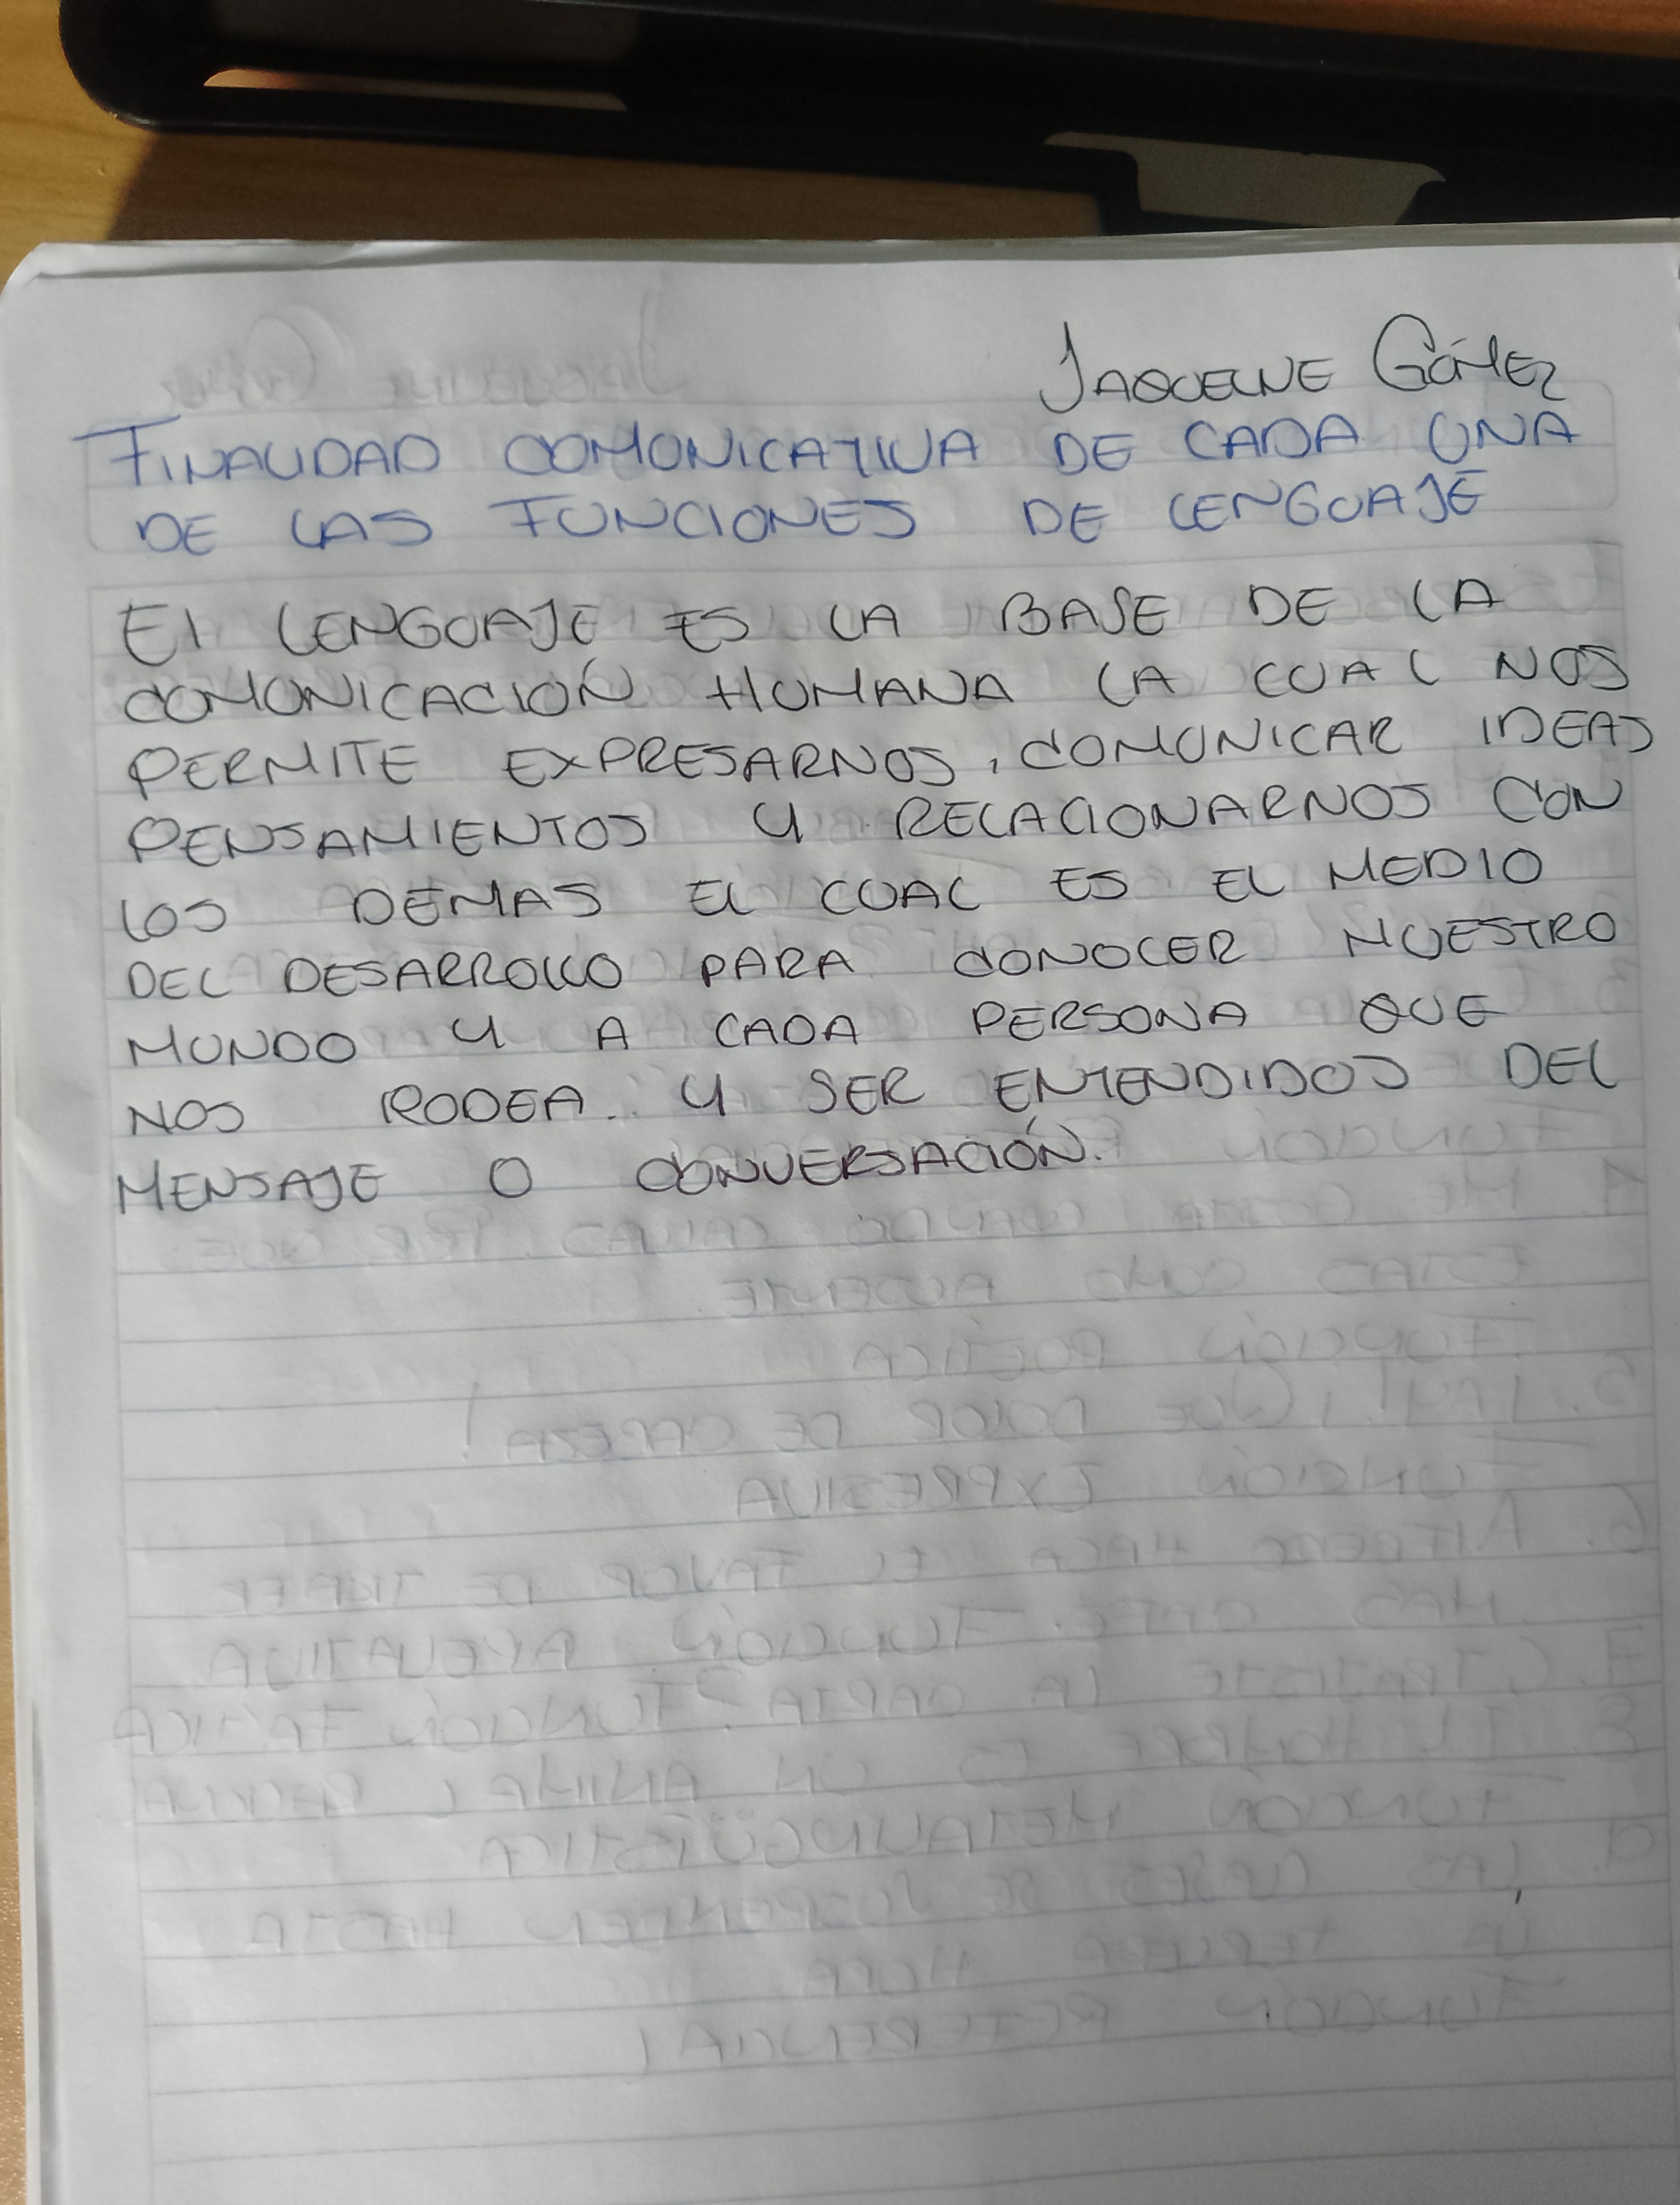 Jaqueline Gómez
FINALIDAD COMUNICATIVA DE CADA UNA
DE LAS FUNCIONES DE LENGUAJE
El LENGUAJE ES LA BASE DE LA
COMUNICACIÓN HUMANA LA CUAL NOS
PERMITE EXPRESARNOS, COMUNICAR IDEAS
PENSAMIENTOS Y RELACIONARNOS CON
LOS DEMAS EL CUAL ES EL MEDIO
DEL DESARROLLO PARA CONOCER NUESTRO
MUNDO Y A CADA PERSONA QUE
NOS RODEA. Y SER ENTENDIDOS DEL
MENSAJE O CONVERSACIÓN.